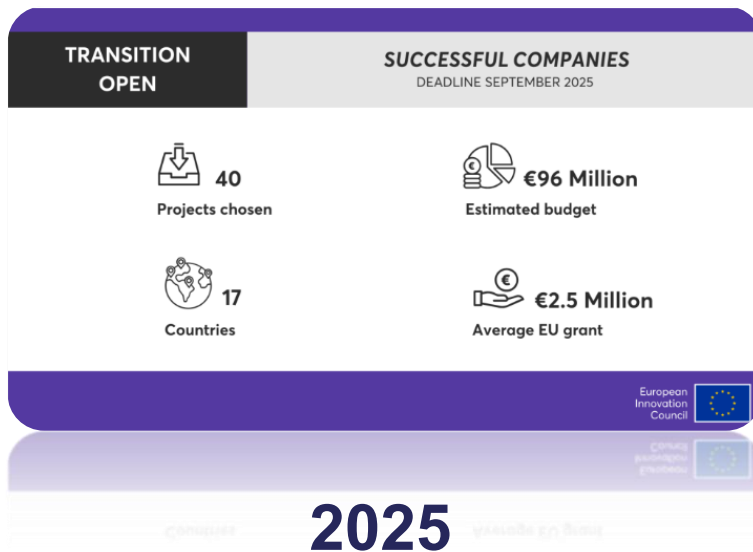 TRANSITION
OPEN
SUCCESSFUL COMPANIES
DEADLINE SEPTEMBER 2025
40
Projects chosen
€96 Million
Estimated budget
17
Countries
€2.5 Million
Average EU grant
European
Innovation
Council
2025